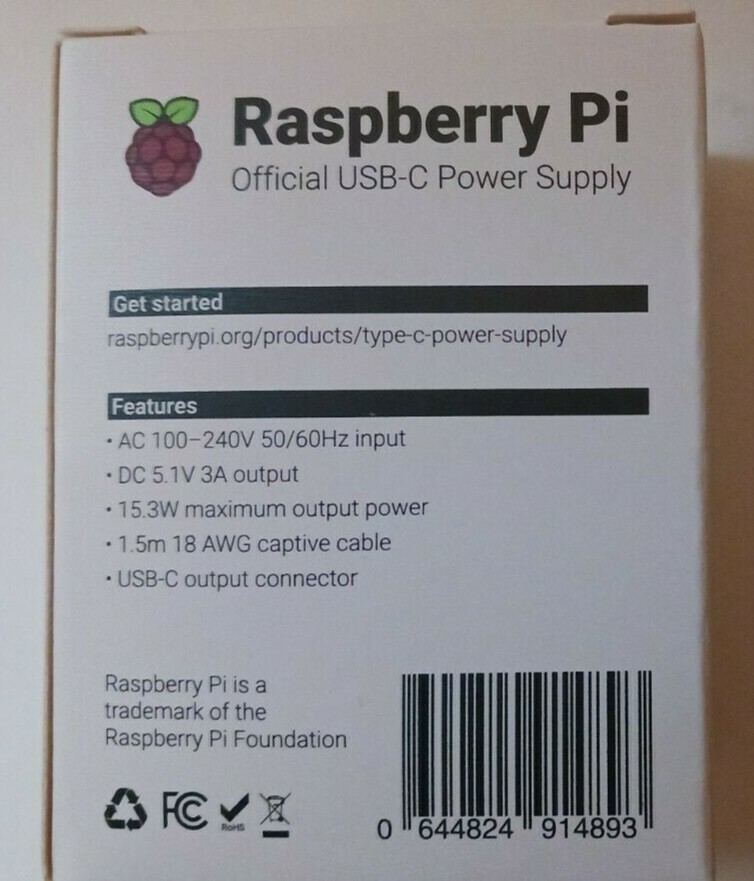 Raspberry Pi
Official USB-C Power Supply
Get started
raspberrypi.org/products/type-c-power-supply
Features
• AC 100–240V 50/60Hz input
• DC 5.1V 3A output
• 15.3W maximum output power
• 1.5m 18 AWG captive cable
• USB-C output connector
Raspberry Pi is a
trademark of the
Raspberry Pi Foundation
FC RoHS
0 644824 914893